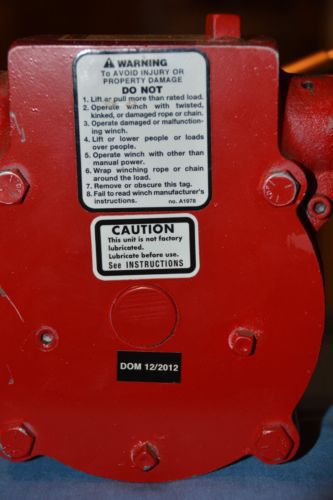 WARNING
To AVOID INJURY OR
PROPERTY DAMAGE
DO NOT
1. Lift or pull more than rated load.
2. Operate winch with twisted,
kinked, or damaged rope or chain.
3. Operate damaged or malfunction-
ing winch.
4. Lift or lower people or loads
over people.
5. Operate winch with other than
manual power.
6. Wrap winching rope or chain
around the load.
7. Remove or obscure this tag.
8. Fail to read winch manufacturer's
instructions. no. A1978
CAUTION
This unit is not factory
lubricated.
Lubricate before use.
See INSTRUCTIONS
DOM 12/2012